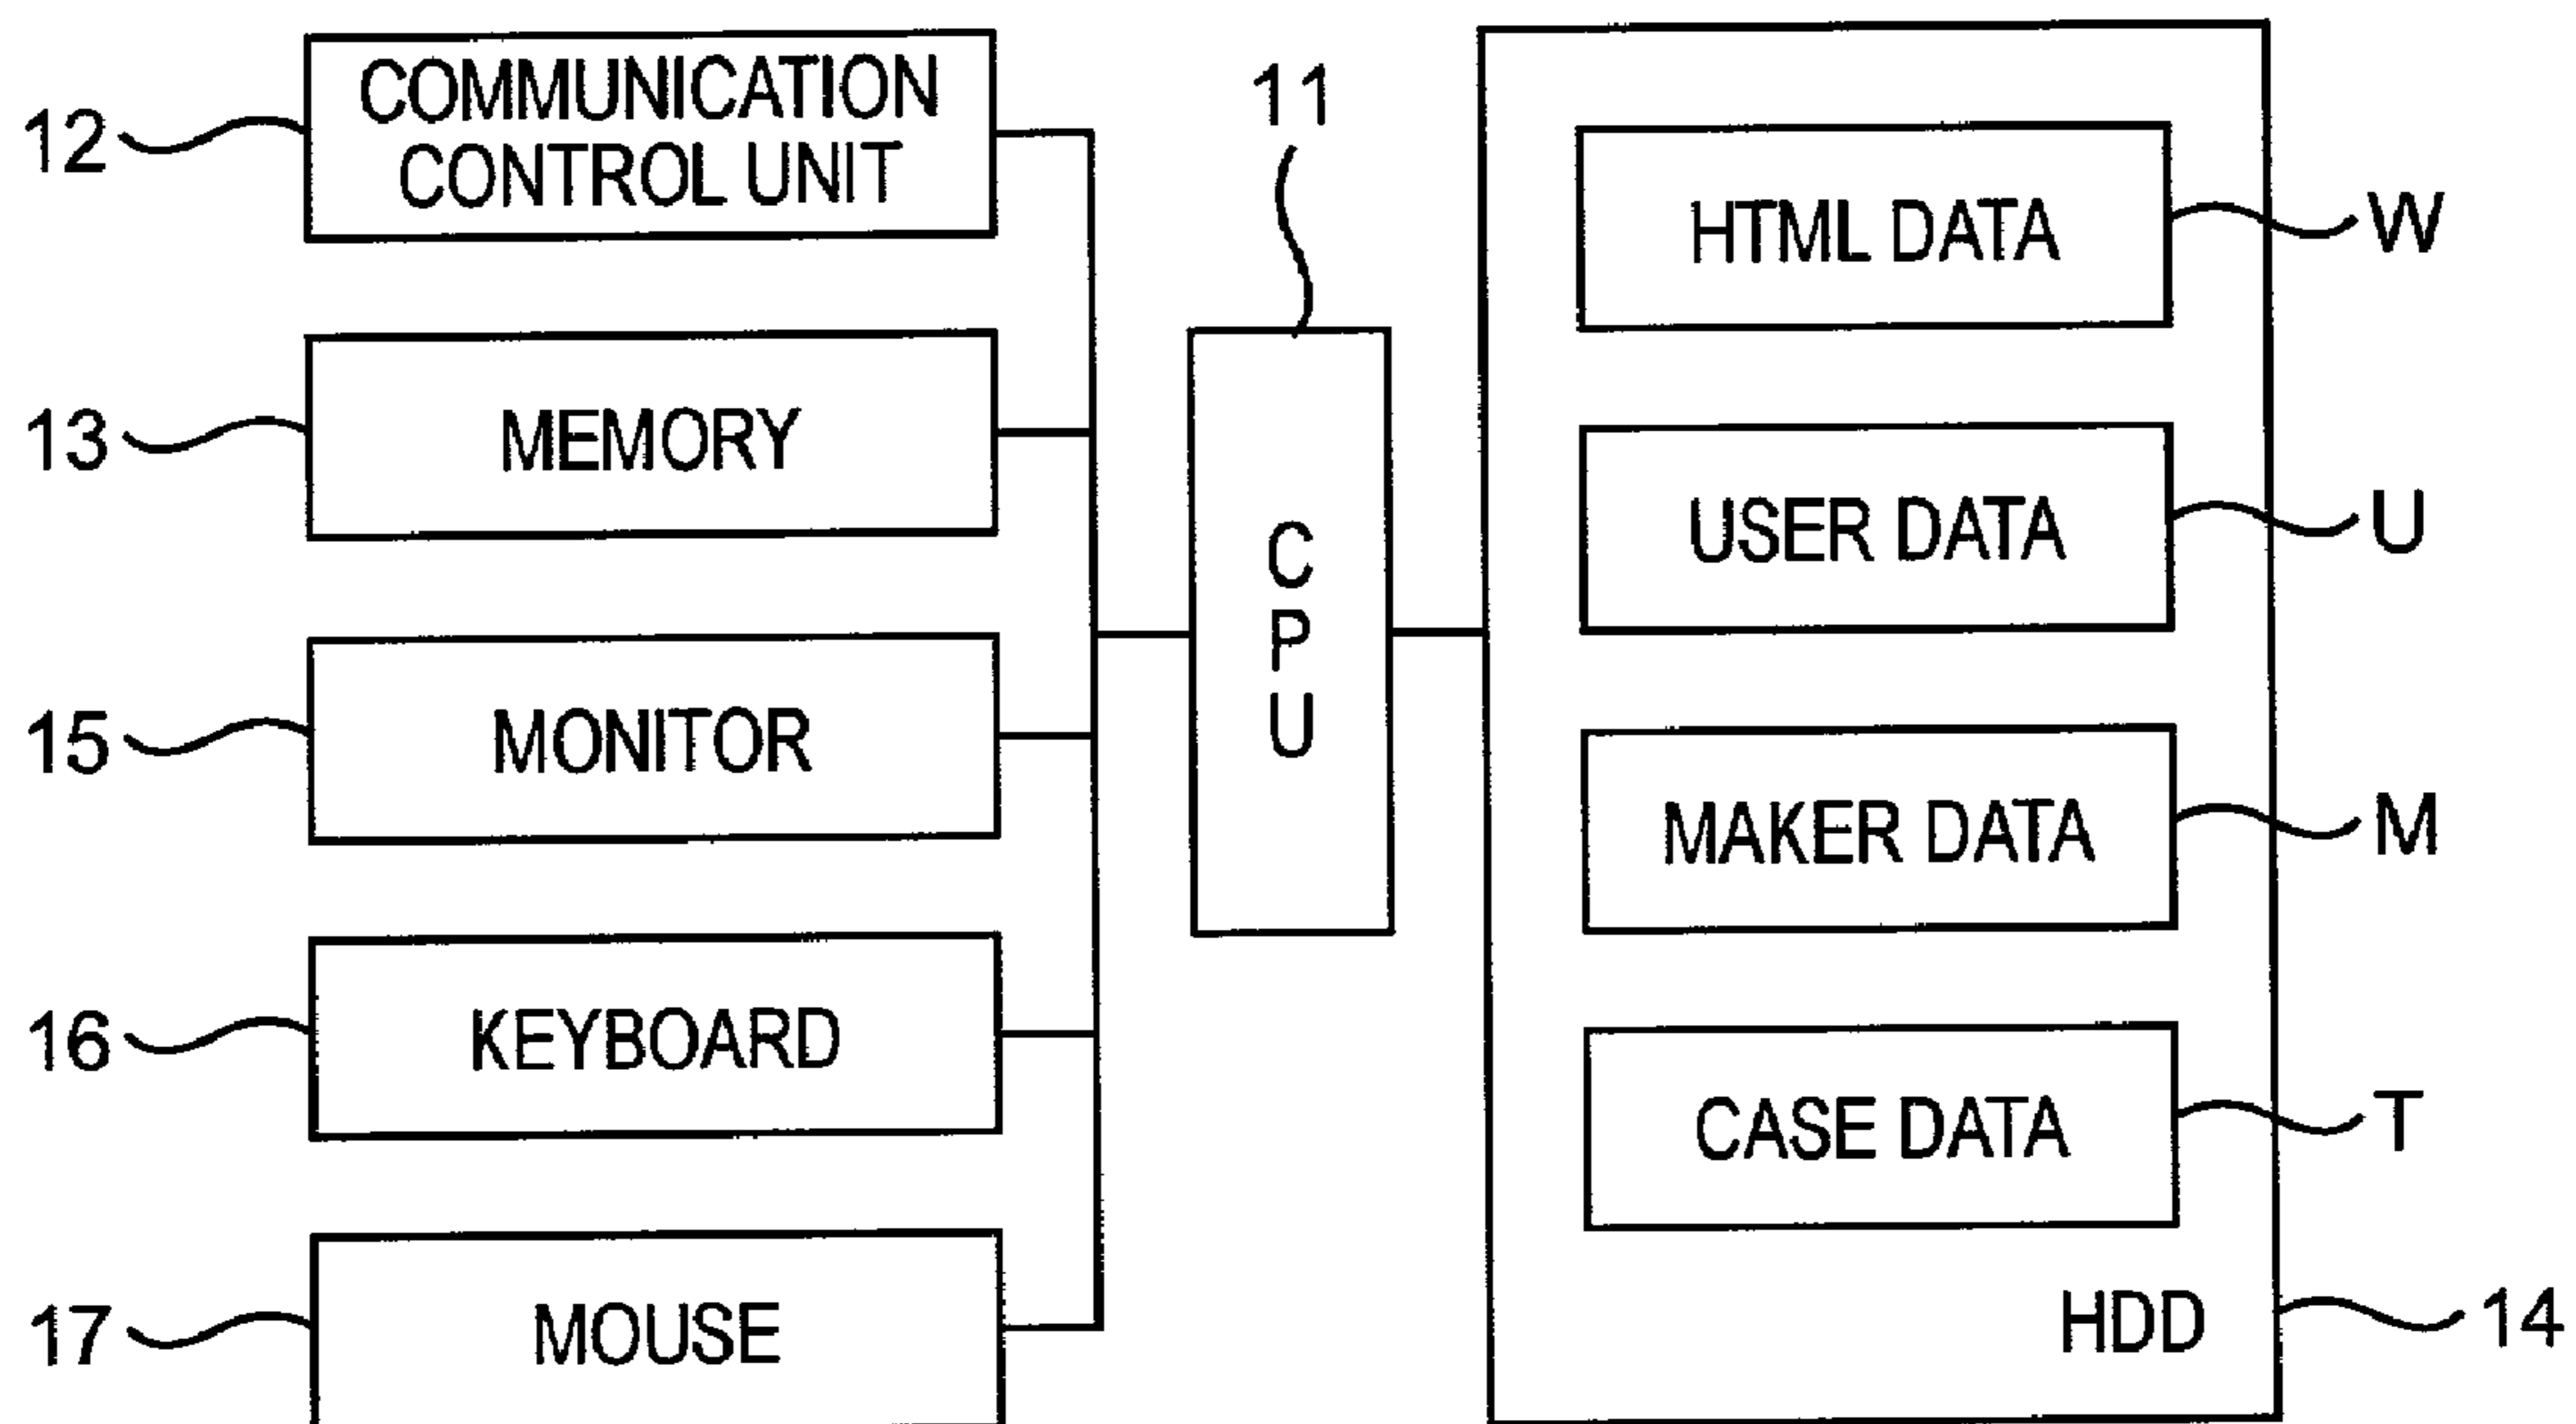 12
COMMUNICATION
CONTROL UNIT
13
MEMORY
15
MONITOR
16
KEYBOARD
17
MOUSE
11
C
P
U
HTML DATA
W
USER DATA
U
MAKER DATA
M
CASE DATA
T
HDD
14